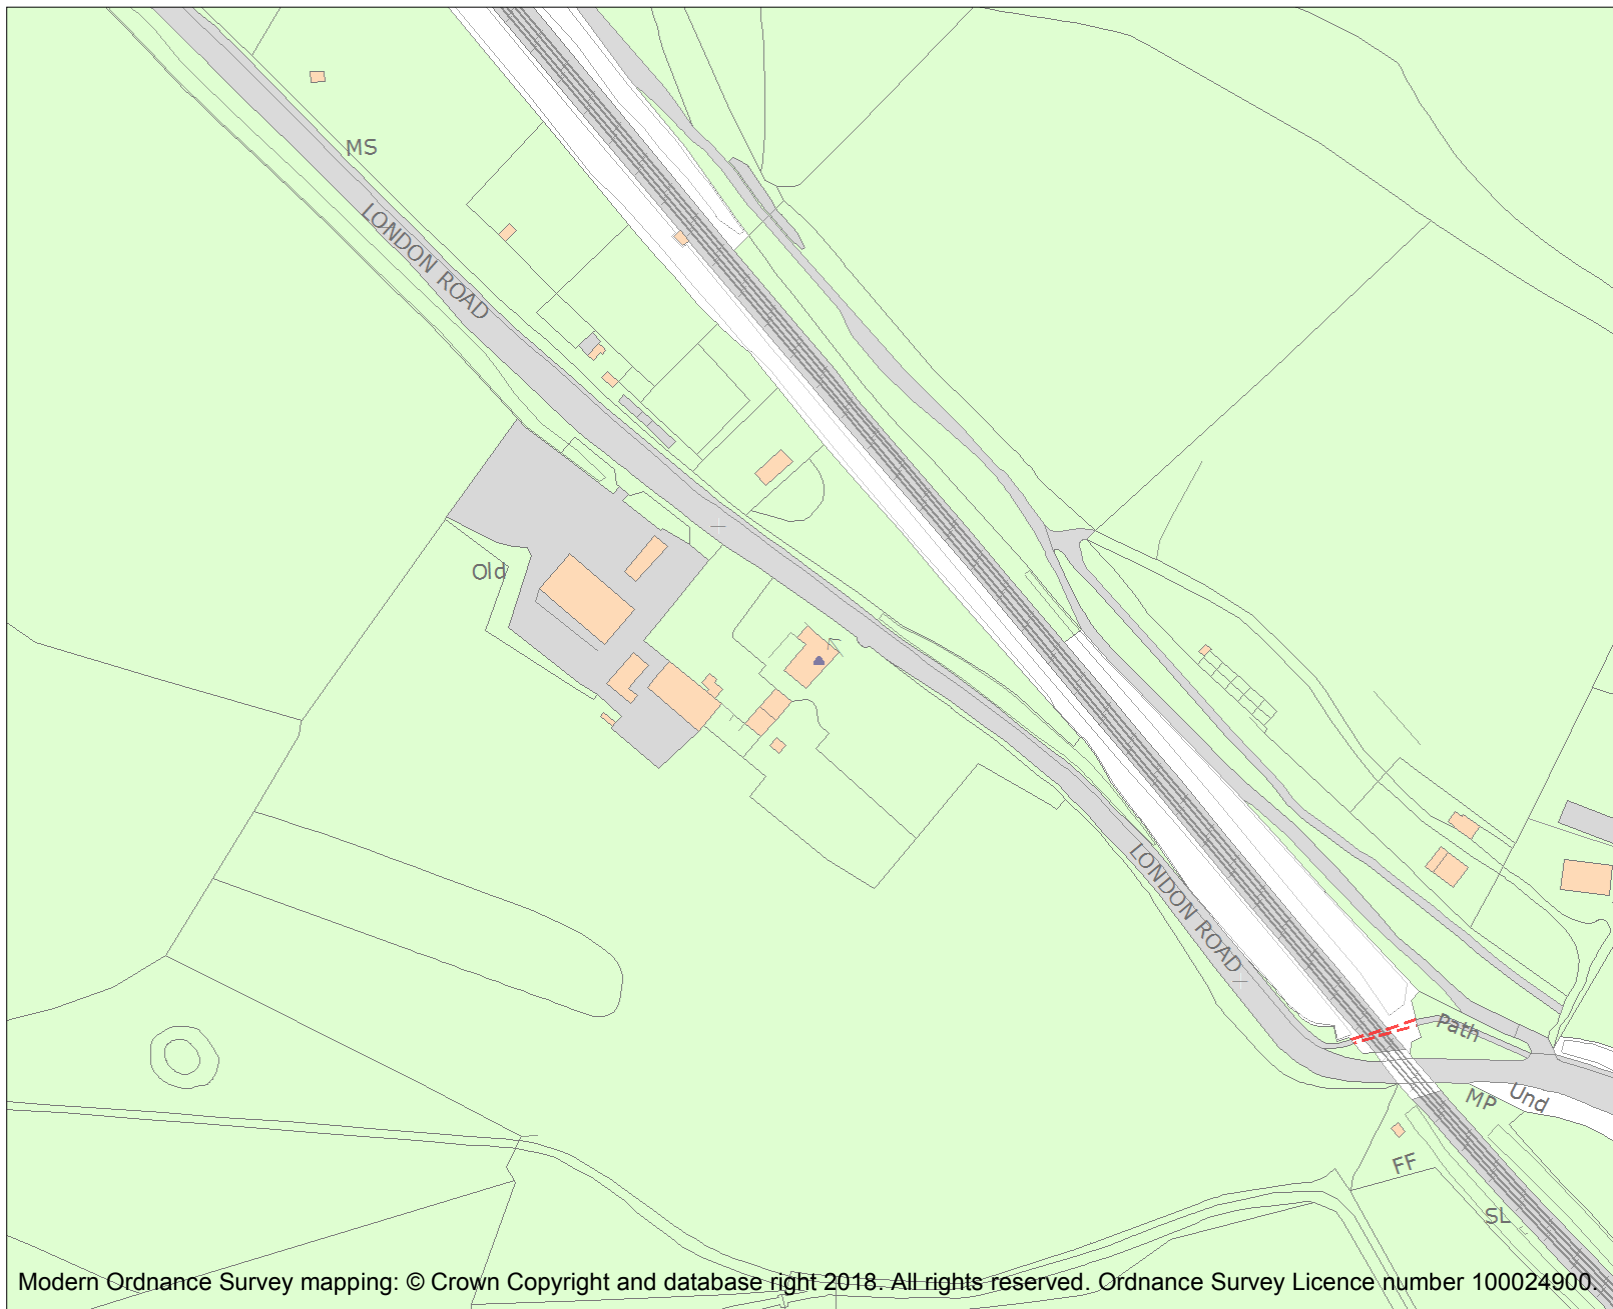 MS
LONDON ROAD
Old
LONDON ROAD
Path
Und
MP
FF
SL
Modern Ordnance Survey mapping: © Crown Copyright and database right 2018. All rights reserved. Ordnance Survey Licence number 100024900.